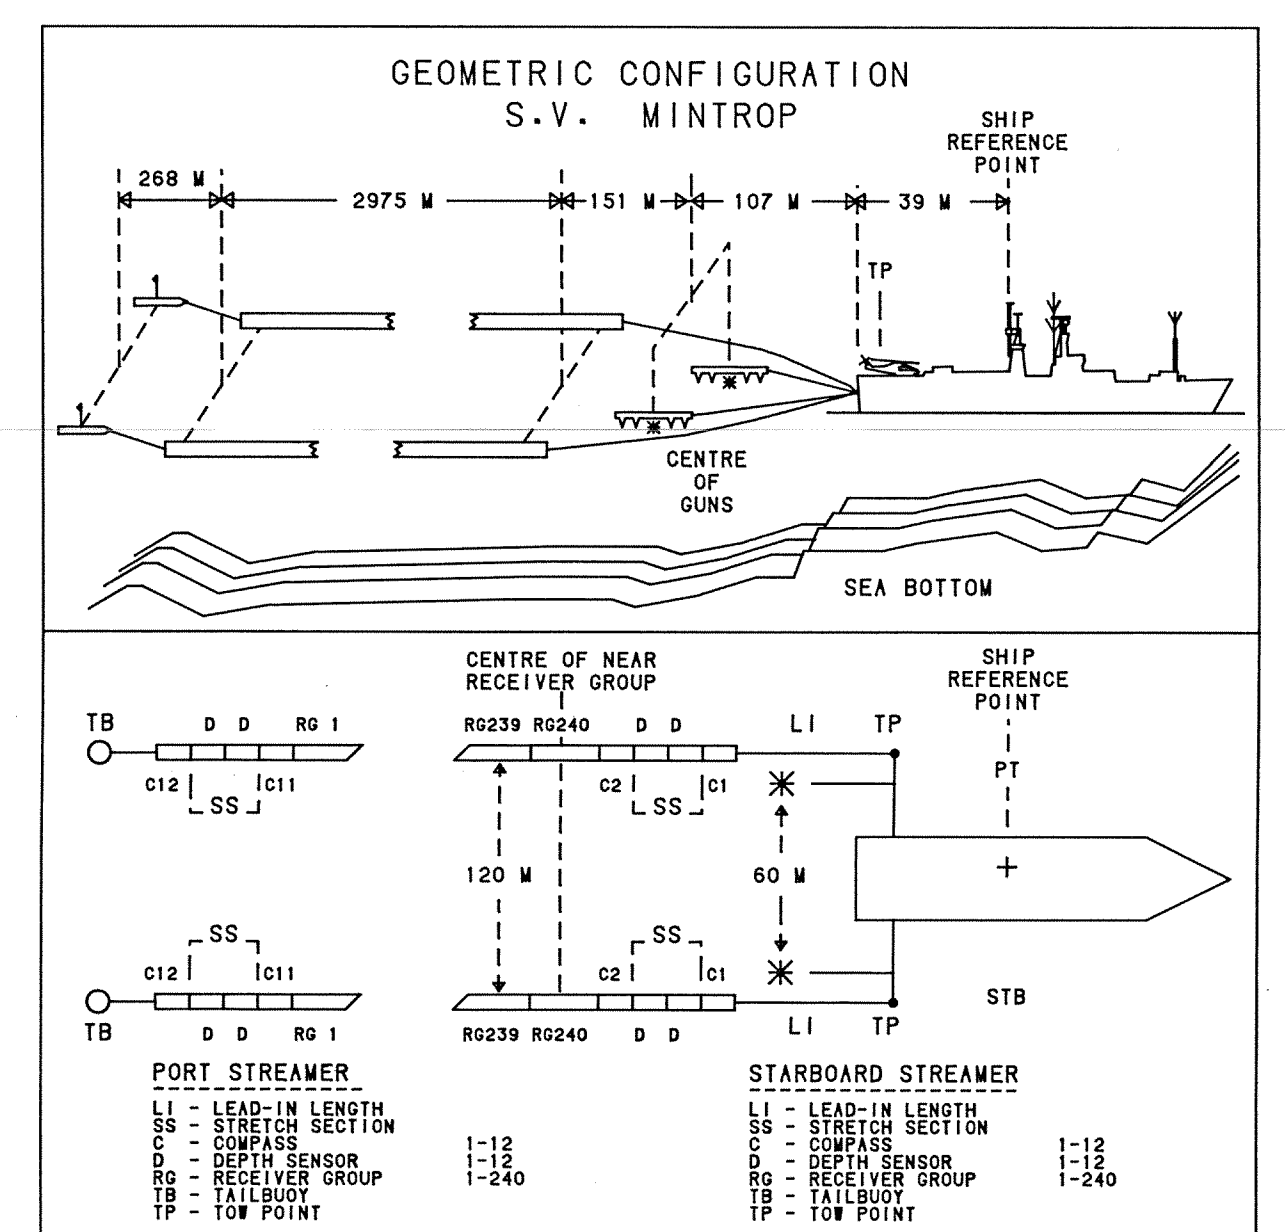 GEOMETRIC CONFIGURATION
S.V. MINTROP
SHIP
REFERENCE
POINT
268 M
2975 M
151 M
107 M
39 M
TP
CENTRE
OF
GUNS
SEA BOTTOM
CENTRE OF NEAR
RECEIVER GROUP
SHIP
REFERENCE
POINT
TB D D RG 1 RG239 RG240 D D LI TP
C12 C11 C2 C1 PT
SS SS
120 M 60 M
SS SS
C12 C11 C2 C1
STB
TB D D RG 1 RG239 RG240 D D LI TP
PORT STREAMER
LI - LEAD-IN LENGTH
SS - STRETCH SECTION
C - COMPASS 1-12
D - DEPTH SENSOR 1-12
RG - RECEIVER GROUP 1-240
TB - TAILBUOY
TP - TOW POINT
STARBOARD STREAMER
LI - LEAD-IN LENGTH
SS - STRETCH SECTION
C - COMPASS 1-12
D - DEPTH SENSOR 1-12
RG - RECEIVER GROUP 1-240
TB - TAILBUOY
TP - TOW POINT